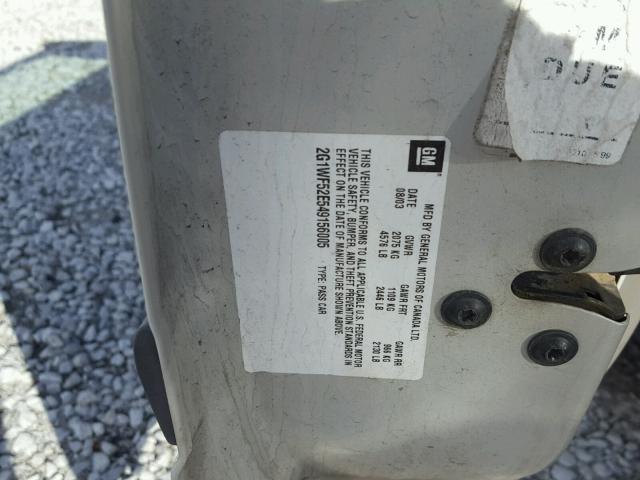 GM
MFD BY GENERAL MOTORS OF CANADA LTD.
DATE GVWR GAWR FRT GAWR RR
08/03 2075 KG 1109 KG 966 KG
4576 LB 2446 LB 2130 LB
THIS VEHICLE CONFORMS TO ALL APPLICABLE U.S. FEDERAL MOTOR
VEHICLE SAFETY, BUMPER, AND THEFT PREVENTION STANDARDS IN
EFFECT ON THE DATE OF MANUFACTURE SHOWN ABOVE.
2G1WF52E549156005 TYPE: PASS CAR
DUE